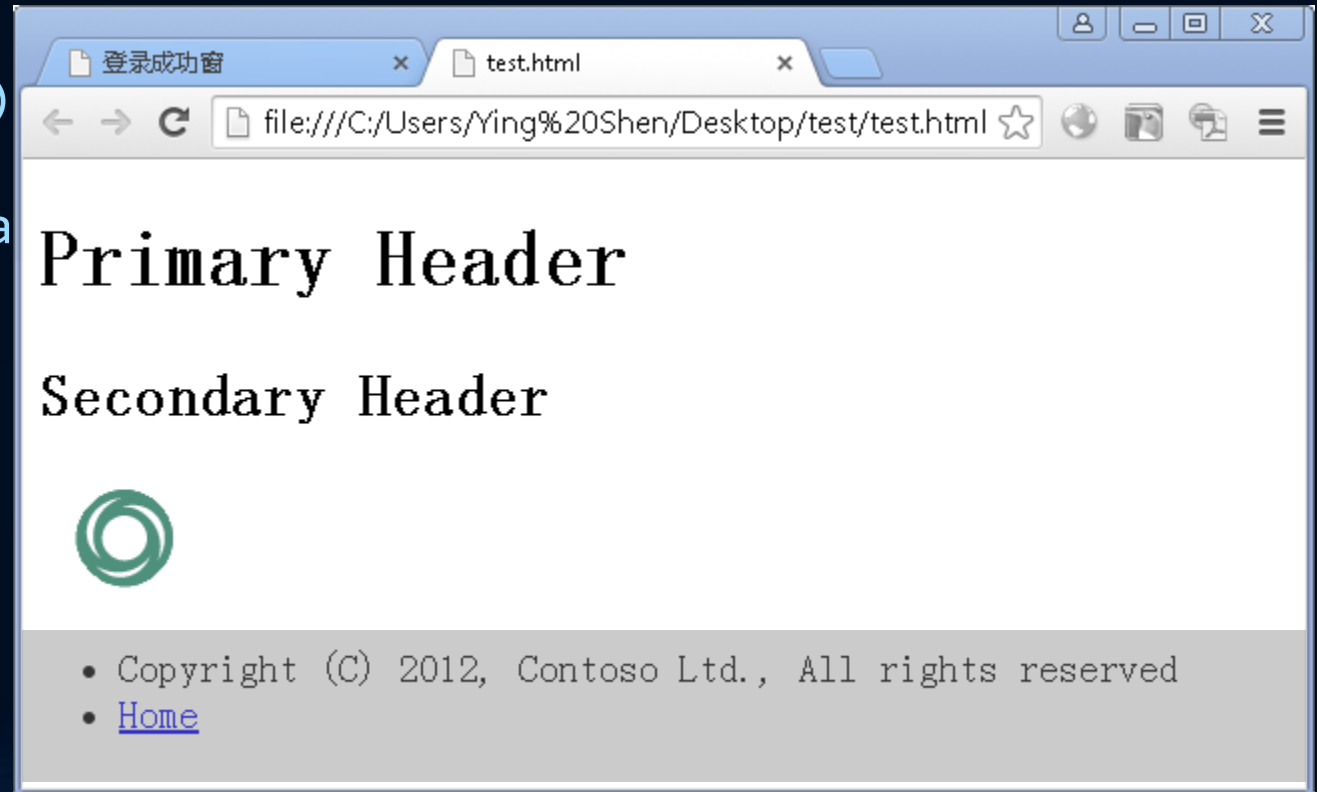 登录成功窗
test.html
)
file:///C:/Users/Ying%20Shen/Desktop/test/test.html
a
Primary Header
Secondary Header
Copyright (C) 2012, Contoso Ltd., All rights reserved
Home